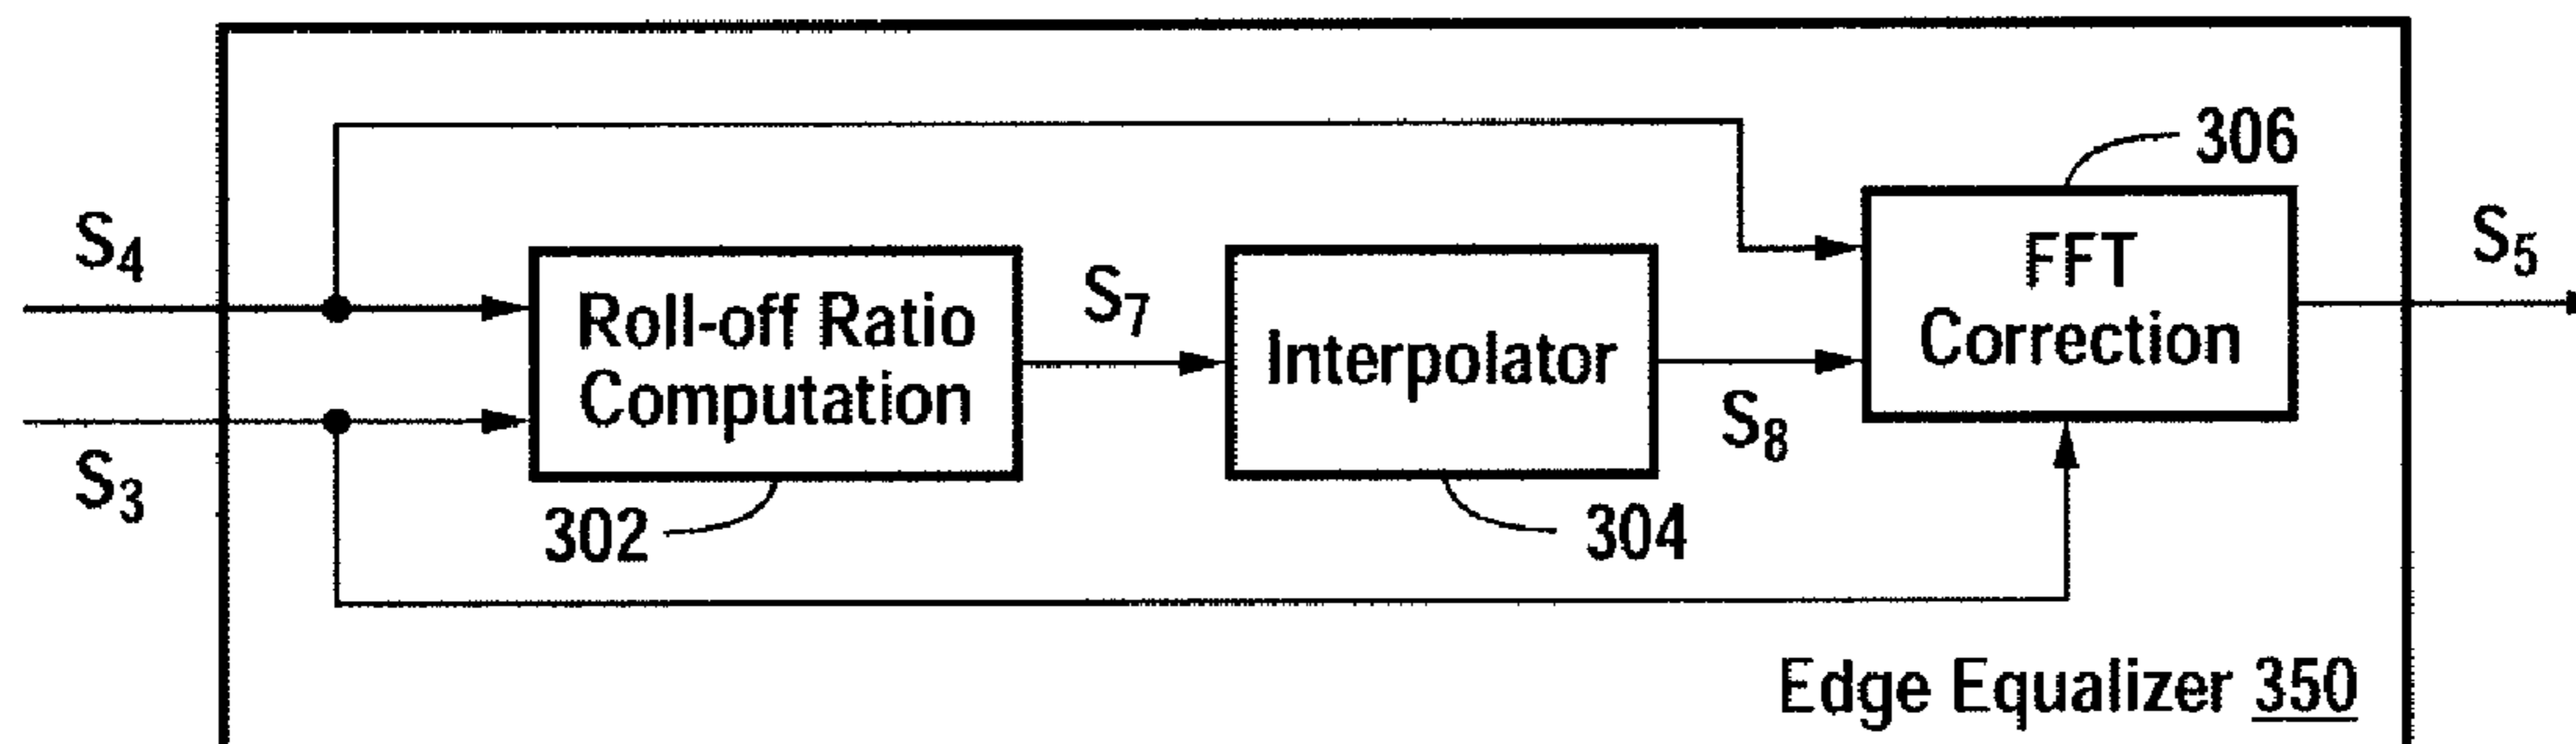 306
S4
S5
FFT
Correction
S7
Roll-off Ratio
Computation
Interpolator
S8
S3
302
304
Edge Equalizer 350